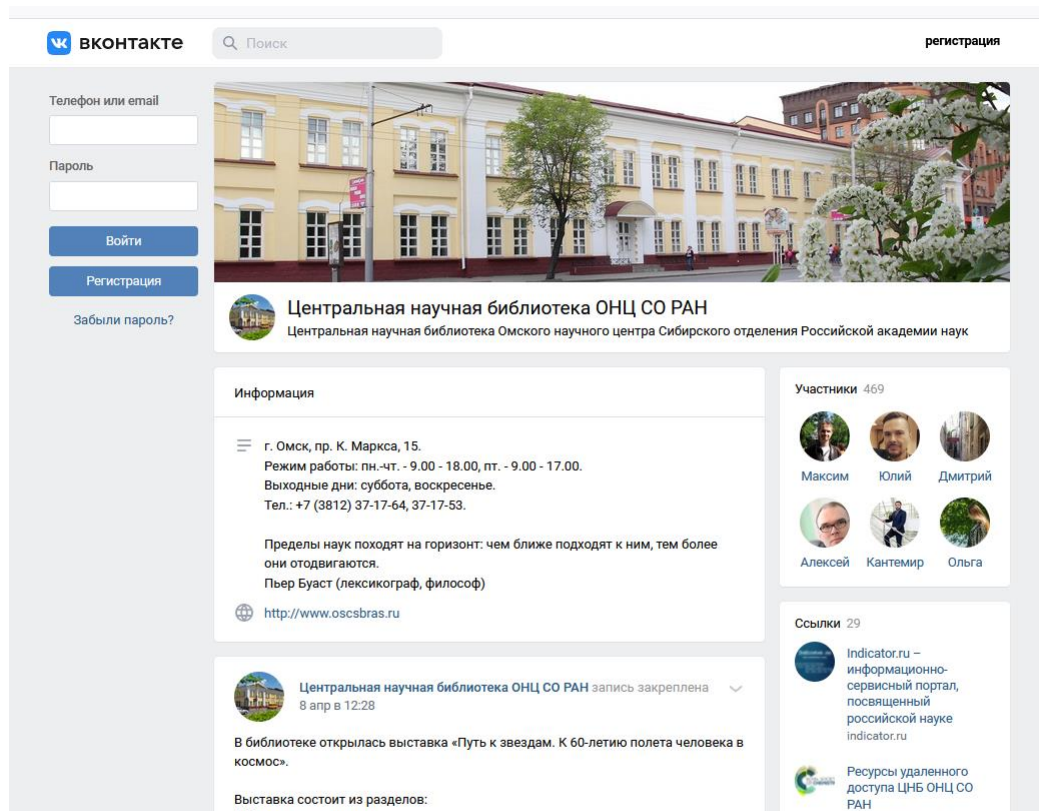 вконтакте
Поиск
регистрация
Телефон или email
Пароль
Войти
Регистрация
Забыли пароль?
Центральная научная библиотека ОНЦ СО РАН
Центральная научная библиотека Омского научного центра Сибирского отделения Российской академии наук
Информация
г. Омск, пр. К. Маркса, 15.
Режим работы: пн.-чт. - 9.00 - 18.00, пт. - 9.00 - 17.00.
Выходные дни: суббота, воскресенье.
Тел.: +7 (3812) 37-17-64, 37-17-53.
Пределы наук походят на горизонт: чем ближе подходят к ним, тем более
они отодвигаются.
Пьер Буаст (лексикограф, философ)
http://www.oscsbras.ru
Центральная научная библиотека ОНЦ СО РАН запись закреплена
8 апр в 12:28
В библиотеке открылась выставка «Путь к звездам. К 60-летию полета человека в
космос».
Выставка состоит из разделов:
Участники 469
Максим
Юлий
Дмитрий
Алексей
Кантемир
Ольга
Ссылки 29
Indicator.ru –
информационно-
сервисный портал,
посвященный
российской науке
indicator.ru
Ресурсы удаленного
доступа ЦНБ ОНЦ СО
РАН